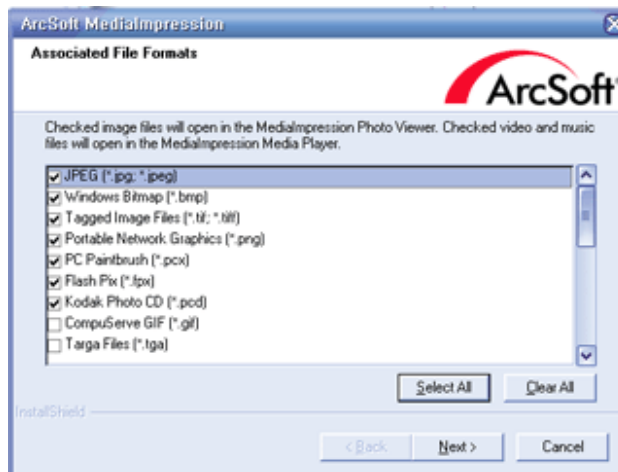 ArcSoft MediaImpression
Associated File Formats
ArcSoft
Checked image files will open in the MediaImpression Photo Viewer. Checked video and music
files will open in the MediaImpression Media Player.
JPEG (*.jpg; *.jpeg)
Windows Bitmap (*.bmp)
Tagged Image Files (*.tif; *.tiff)
Portable Network Graphics (*.png)
PC Paintbrush (*.pcx)
Flash Pix (*.fpx)
Kodak Photo CD (*.pcd)
CompuServe GIF (*.gif)
Targa Files (*.tga)
Select All Clear All
InstallShield
< Back Next > Cancel